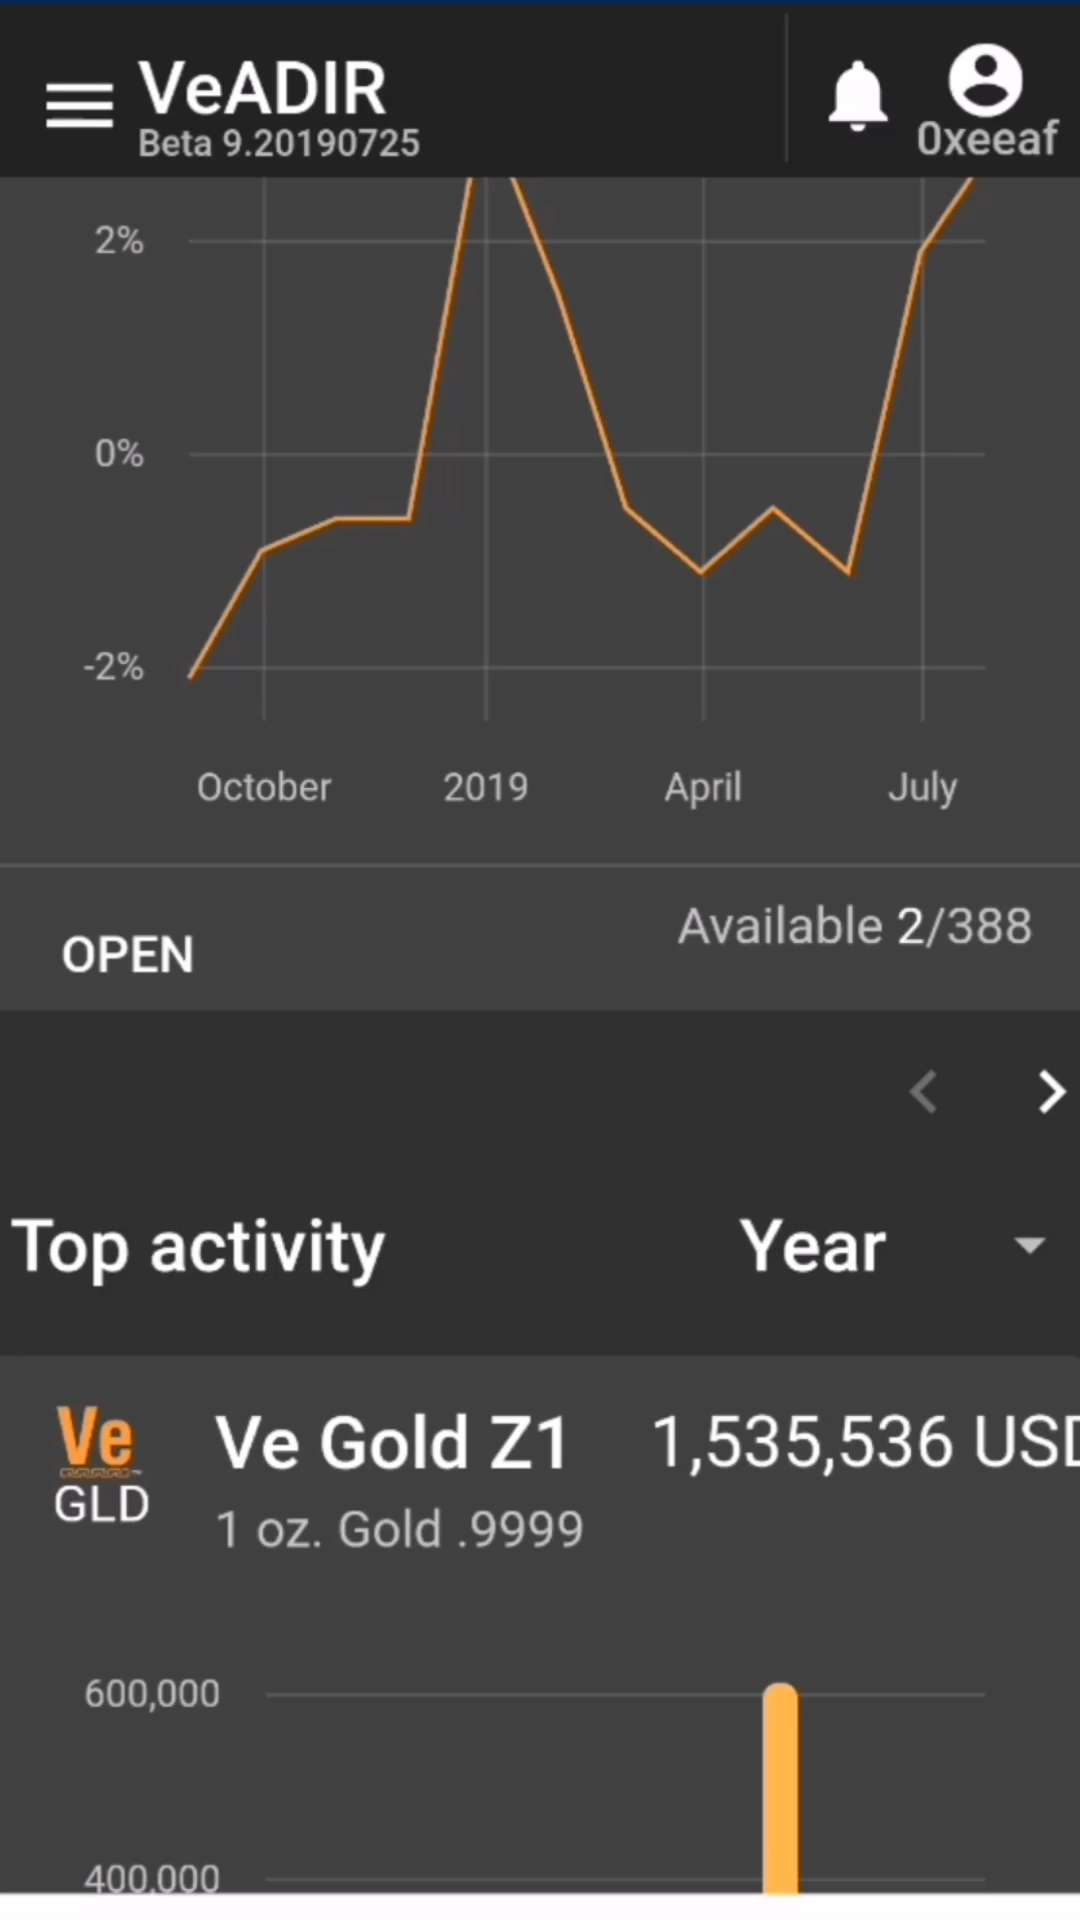 VeADIR
Beta 9.20190725
0xeeaf
2%
0%
-2%
October 2019 April July
OPEN
Available 2/388
Top activity
Year
Ve
GLD
Ve Gold Z1
1,535,536 USD
1 oz. Gold .9999
600,000
400,000